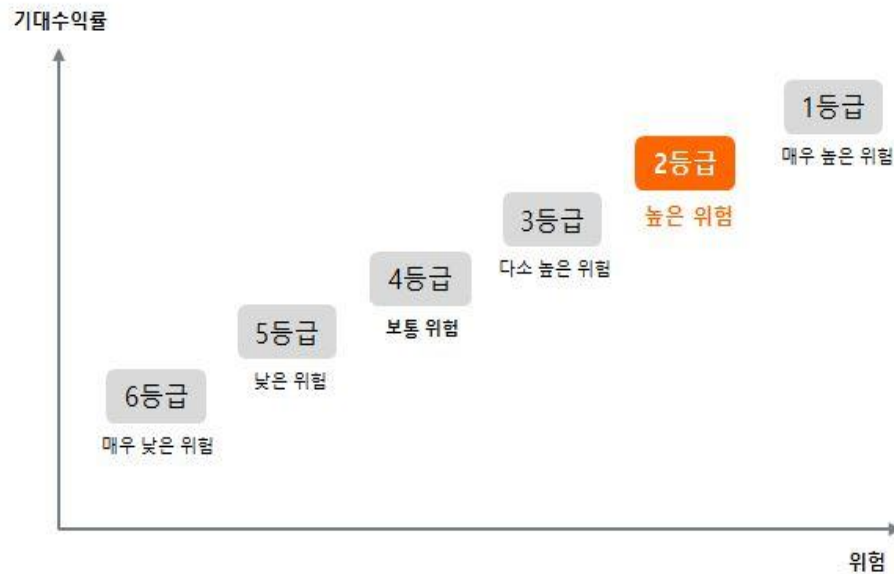 기대수익률
1등급
매우 높은 위험
2등급
높은 위험
3등급
다소 높은 위험
4등급
보통 위험
5등급
낮은 위험
6등급
매우 낮은 위험
위험